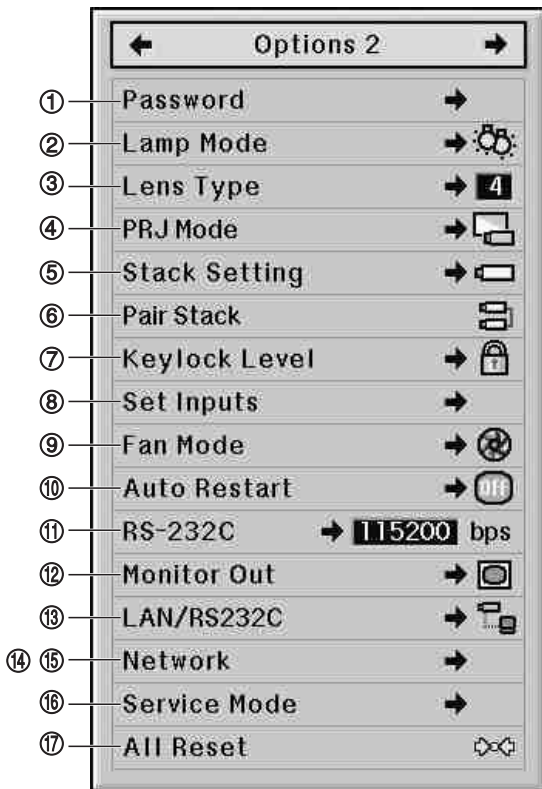 Options 2
① Password
② Lamp Mode
③ Lens Type 4
④ PRJ Mode
⑤ Stack Setting
⑥ Pair Stack
⑦ Keylock Level
⑧ Set Inputs
⑨ Fan Mode
⑩ Auto Restart Off
⑪ RS-232C 115200 bps
⑫ Monitor Out
⑬ LAN/RS232C
⑭ ⑮ Network
⑯ Service Mode
⑰ All Reset